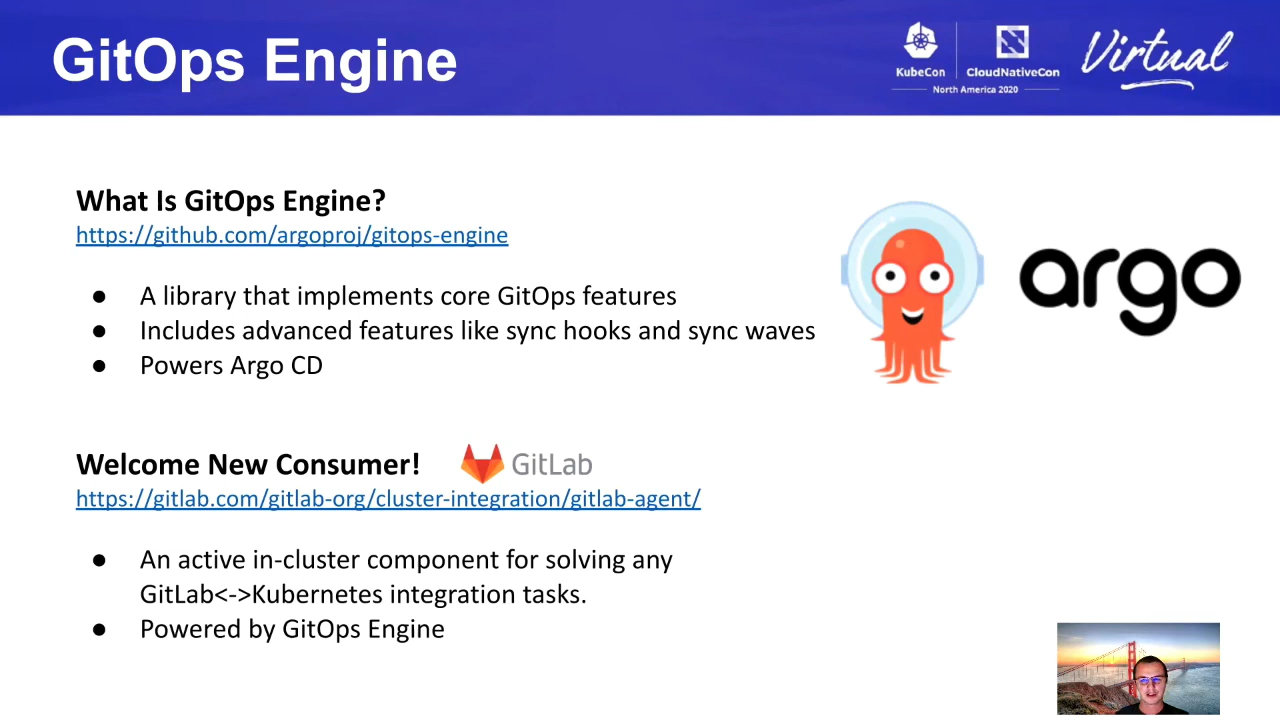 GitOps Engine
KubeCon
CloudNativeCon
North America 2020
Virtual
What Is GitOps Engine?
https://github.com/argoproj/gitops-engine
● A library that implements core GitOps features
● Includes advanced features like sync hooks and sync waves
● Powers Argo CD
argo
Welcome New Consumer!
GitLab
https://gitlab.com/gitlab-org/cluster-integration/gitlab-agent/
● An active in-cluster component for solving any
GitLab<->Kubernetes integration tasks.
● Powered by GitOps Engine